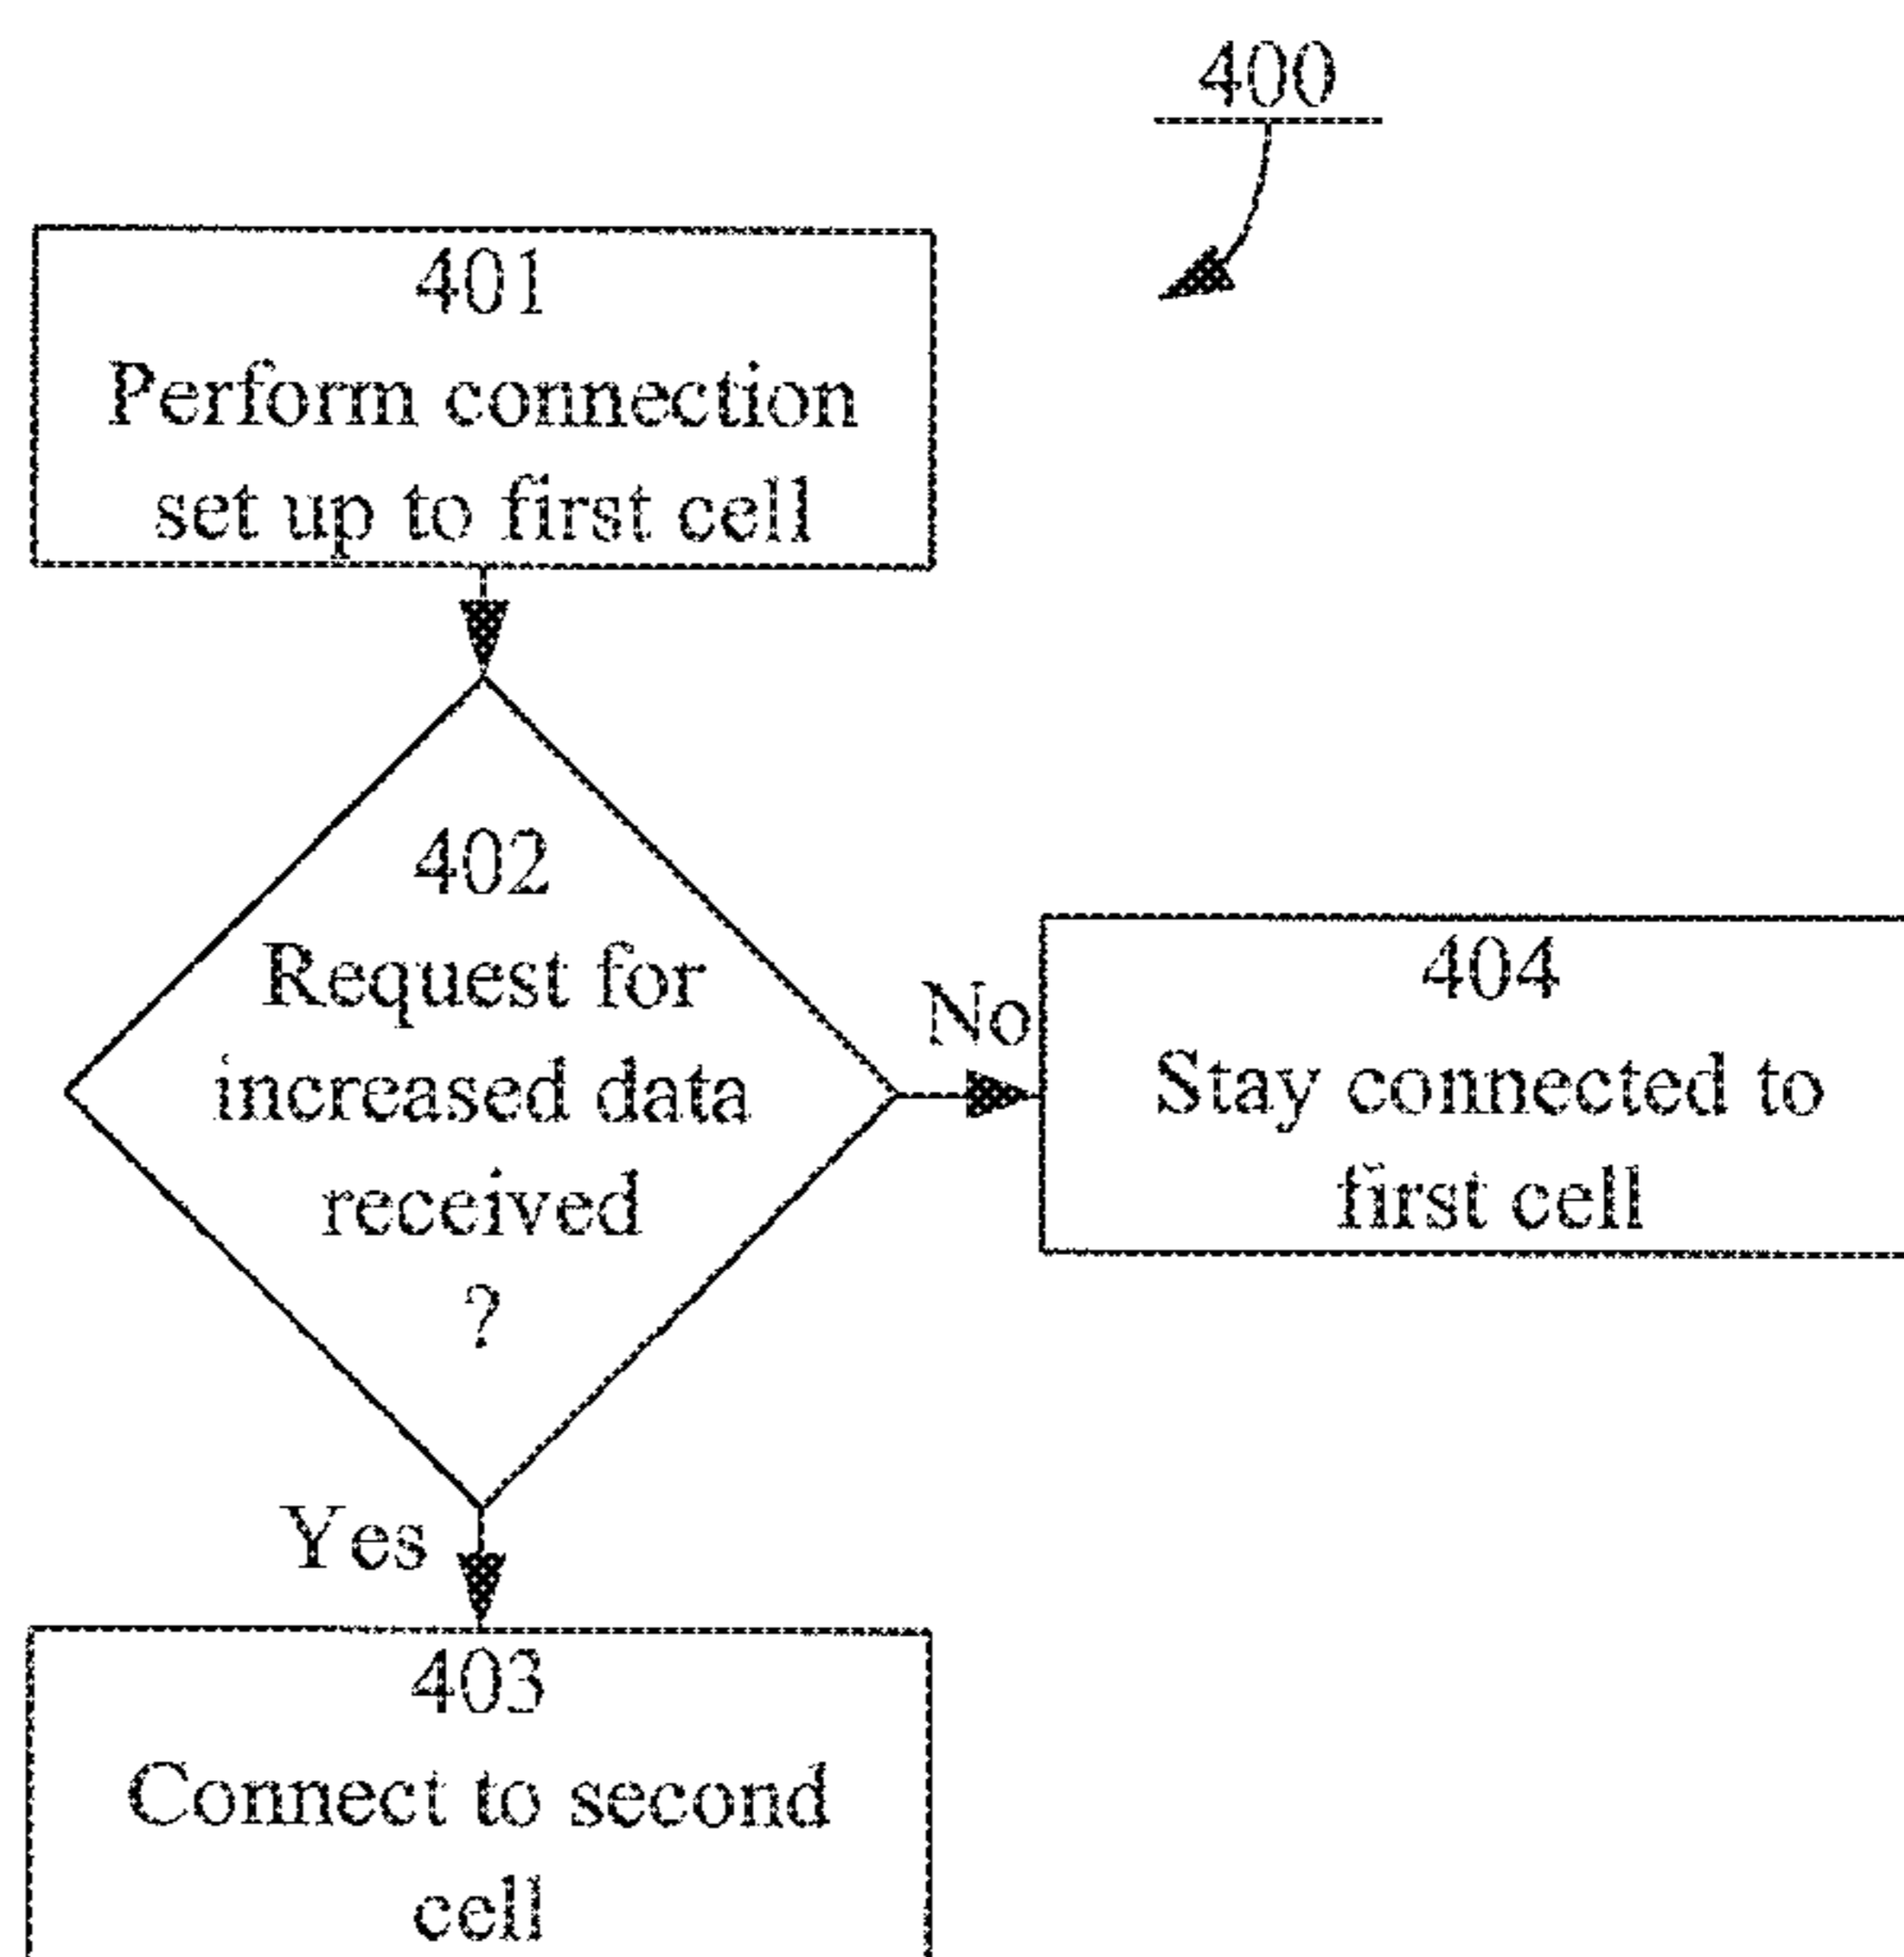 400
401
Perform connection
set up to first cell
402
Request for
increased data
received
?
No
404
Stay connected to
first cell
Yes
403
Connect to second
cell